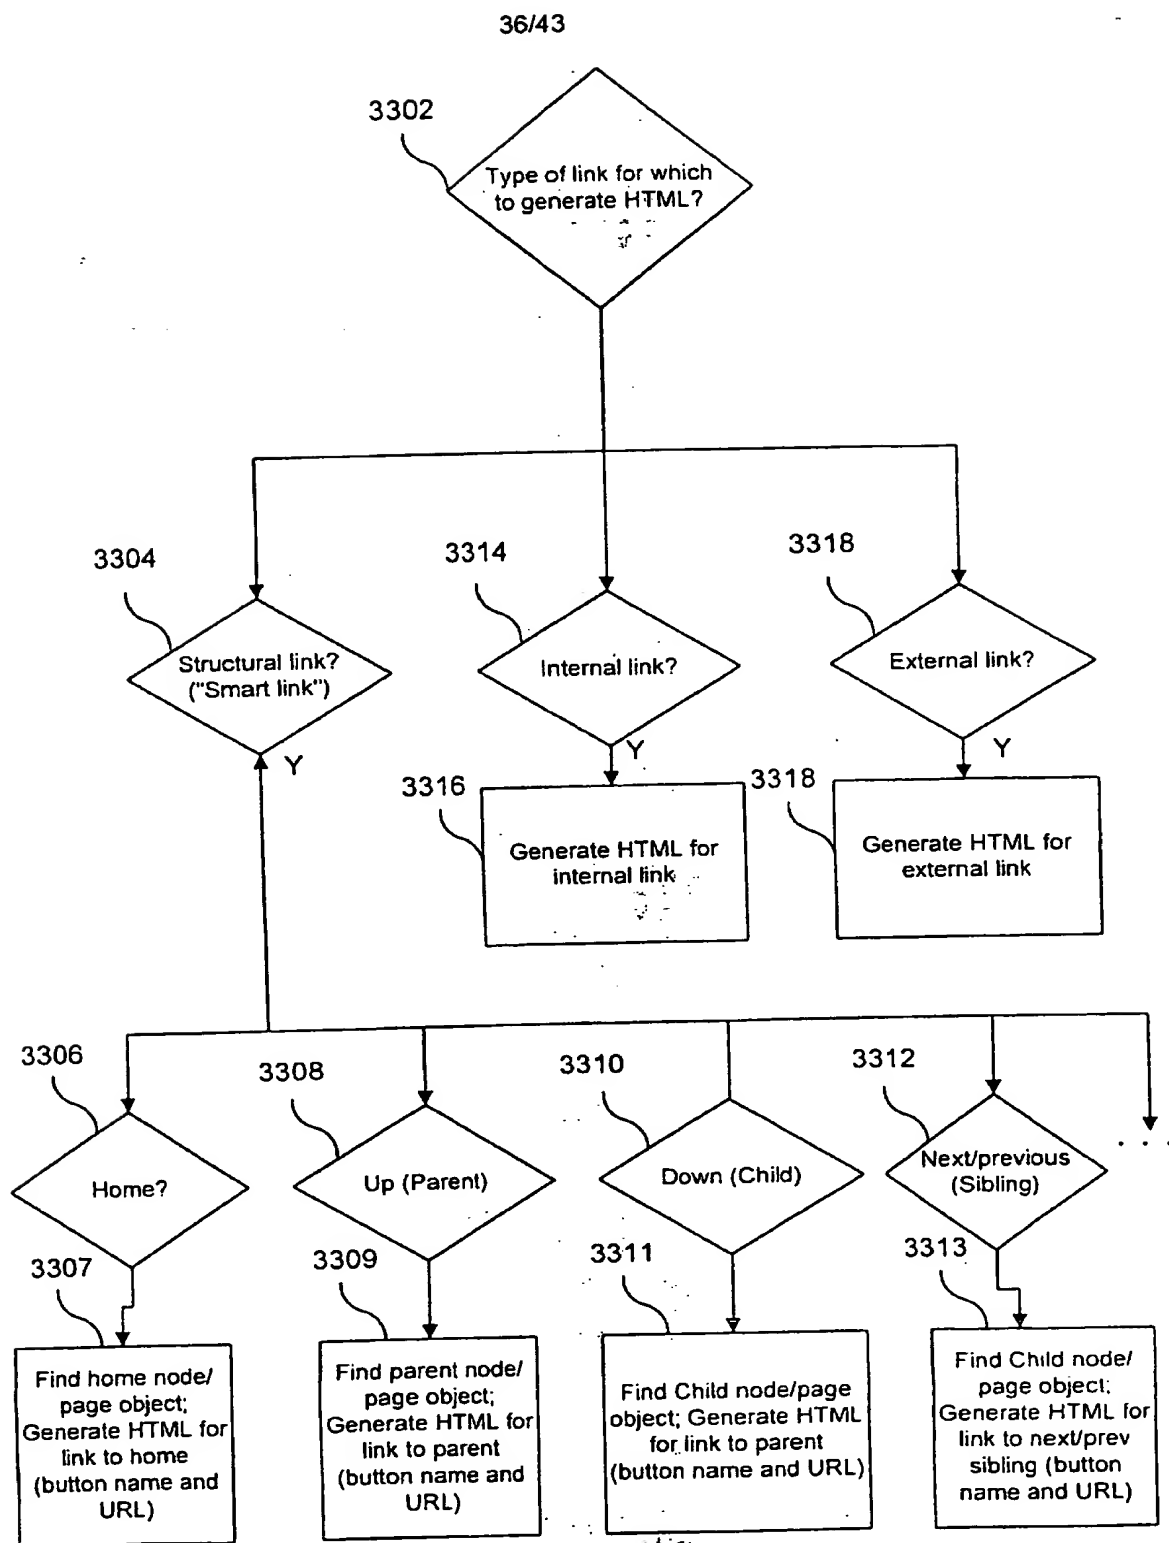 36/43
3302
Type of link for which
to generate HTML?
3304
Structural link?
("Smart link")
Y
3314
Internal link?
Y
3318
External link?
Y
3316
Generate HTML for
internal link
3318
Generate HTML for
external link
3306
Home?
3308
Up (Parent)
3310
Down (Child)
3312
Next/previous
(Sibling)
. . .
3307
Find home node/
page object;
Generate HTML for
link to home
(button name and
URL)
3309
Find parent node/
page object;
Generate HTML for
link to parent
(button name and
URL)
3311
Find Child node/page
object; Generate HTML
for link to parent
(button name and URL)
3313
Find Child node/
page object;
Generate HTML for
link to next/prev
sibling (button
name and URL)